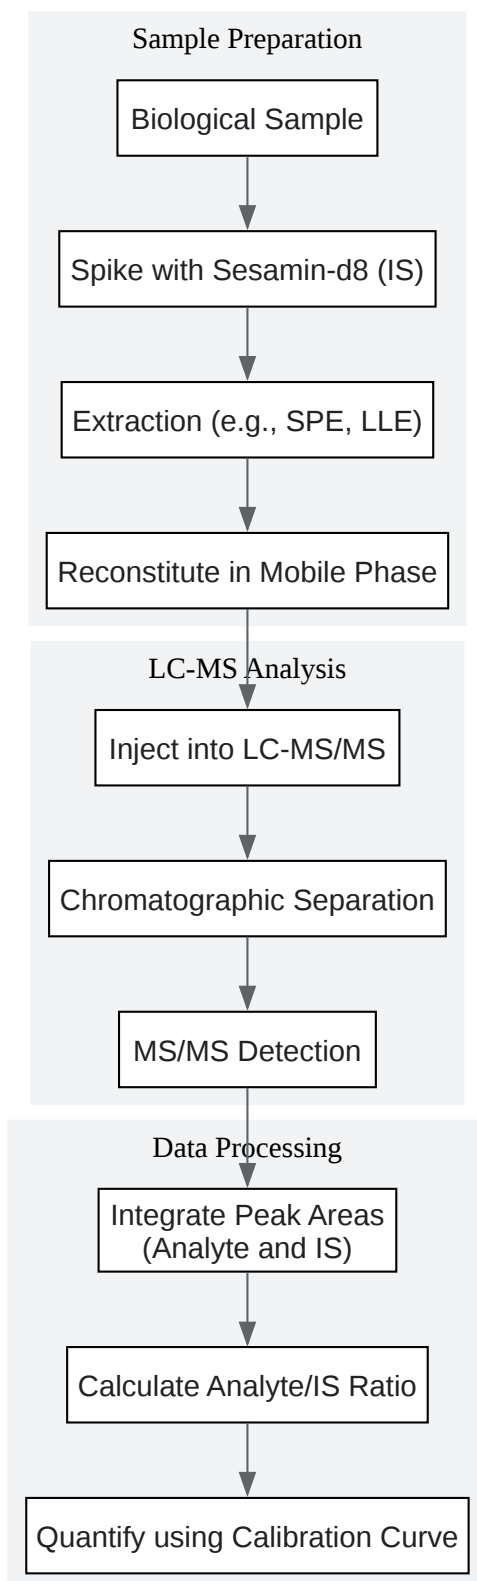 Sample Preparation
Biological Sample
Spike with Sesamin-d8 (IS)
Extraction (e.g., SPE, LLE)
Reconstitute in Mobile Phase
LC-MS Analysis
Inject into LC-MS/MS
Chromatographic Separation
MS/MS Detection
Data Processing
Integrate Peak Areas
(Analyte and IS)
Calculate Analyte/IS Ratio
Quantify using Calibration Curve